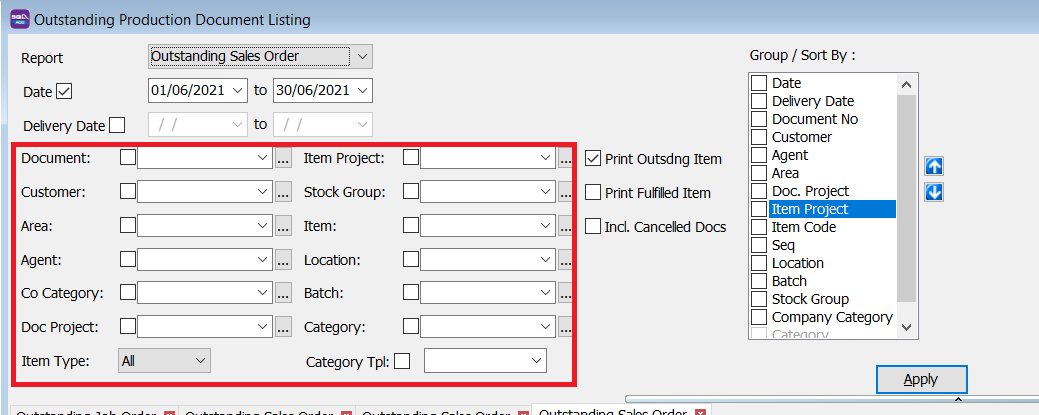 SQL
ACC
Outstanding Production Document Listing
Report Outstanding Sales Order
Date 01/06/2021 to 30/06/2021
Delivery Date / / to / /
Document: ... Item Project: ...
Customer: ... Stock Group: ...
Area: ... Item: ...
Agent: ... Location: ...
Co Category: ... Batch: ...
Doc Project: ... Category: ...
Item Type: All Category Tpl:
Print Outsdng Item
Print Fulfilled Item
Incl. Cancelled Docs
Group / Sort By :
Date
Delivery Date
Document No
Customer
Agent
Area
Doc. Project
Item Project
Item Code
Seq
Location
Batch
Stock Group
Company Category
Category
Apply
Outstanding Job Order Outstanding Sales Order Outstanding Sales Order Outstanding Sales Order